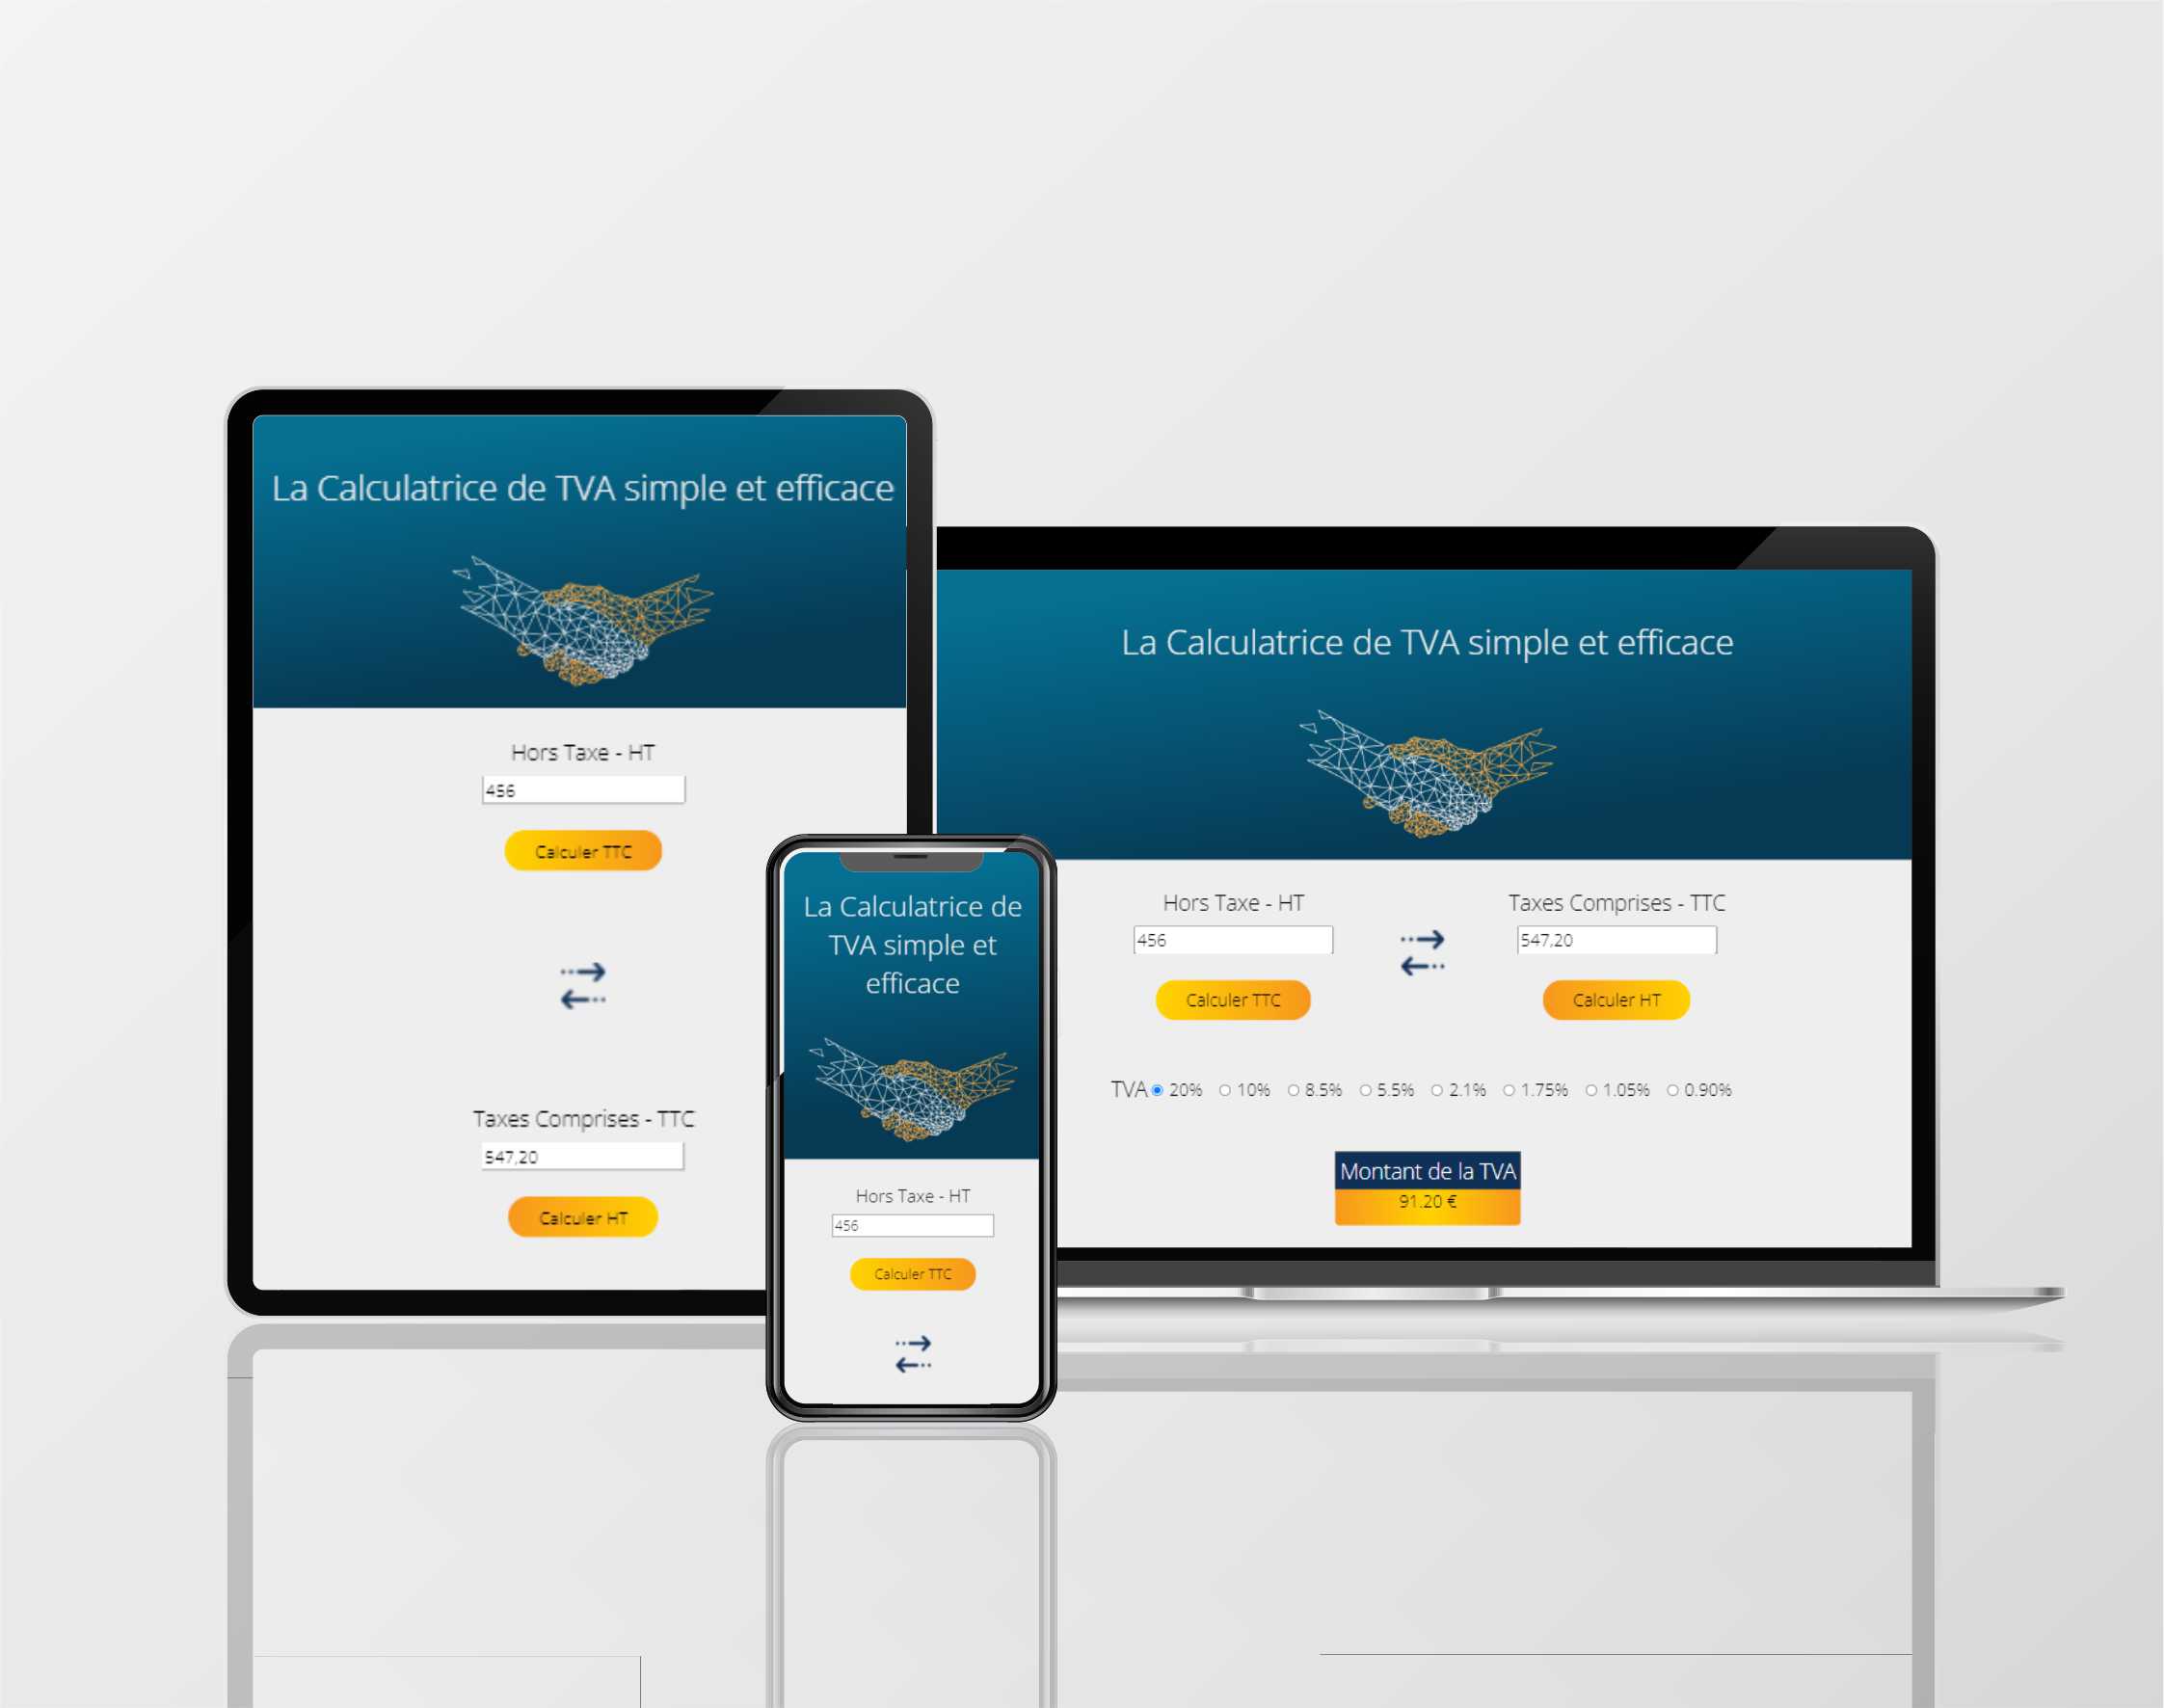 La Calculatrice de TVA simple et efficace
Hors Taxe - HT
456
Calculer TTC
Taxes Comprises - TTC
547,20
Calculer HT
La Calculatrice de
TVA simple et
efficace
Hors Taxe - HT
456
Calculer TTC
La Calculatrice de TVA simple et efficace
Hors Taxe - HT
Taxes Comprises - TTC
456
547,20
Calculer TTC
Calculer HT
TVA 20% 10% 8.5% 5.5% 2.1% 1.75% 1.05% 0.90%
Montant de la TVA
91.20 €